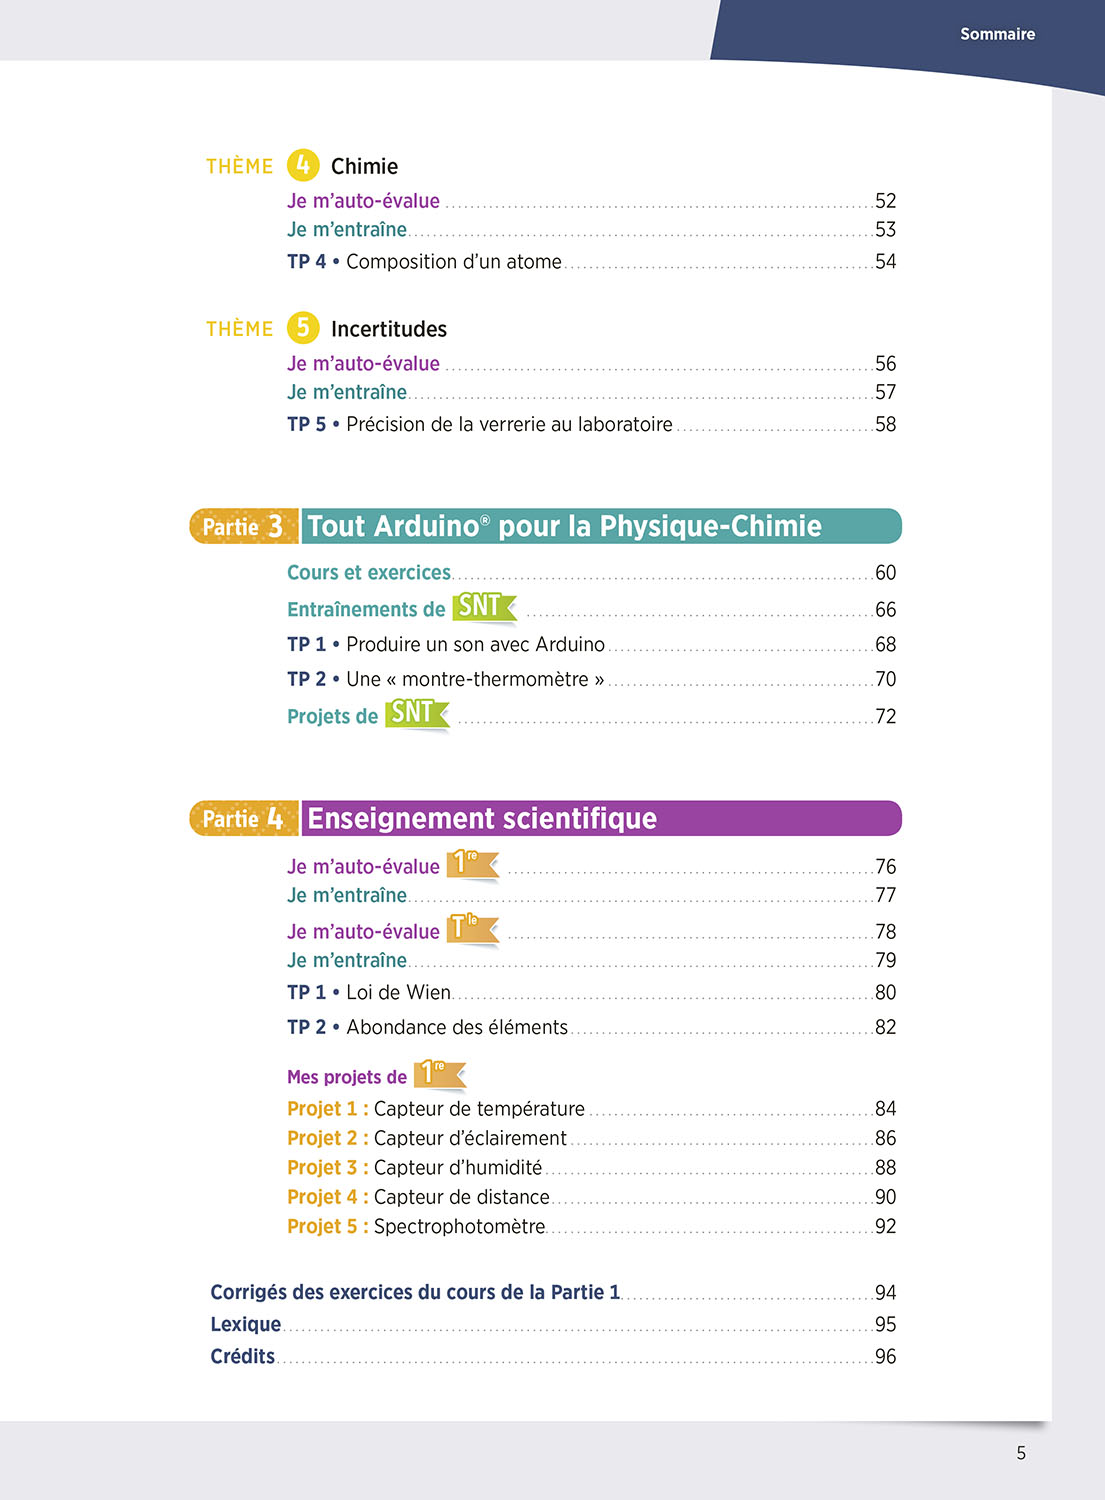 Sommaire
THÈME 4 Chimie
Je m’auto-évalue 52
Je m’entraîne 53
TP 4 • Composition d’un atome 54
THÈME 5 Incertitudes
Je m’auto-évalue 56
Je m’entraîne 57
TP 5 • Précision de la verrerie au laboratoire 58
Partie 3 Tout Arduino® pour la Physique-Chimie
Cours et exercices 60
Entraînements de SNT 66
TP 1 • Produire un son avec Arduino 68
TP 2 • Une « montre-thermomètre » 70
Projets de SNT 72
Partie 4 Enseignement scientifique
Je m’auto-évalue 1re 76
Je m’entraîne 77
Je m’auto-évalue Tle 78
Je m’entraîne 79
TP 1 • Loi de Wien 80
TP 2 • Abondance des éléments 82
Mes projets de 1re
Projet 1 : Capteur de température 84
Projet 2 : Capteur d’éclairement 86
Projet 3 : Capteur d’humidité 88
Projet 4 : Capteur de distance 90
Projet 5 : Spectrophotomètre 92
Corrigés des exercices du cours de la Partie 1 94
Lexique 95
Crédits 96
5